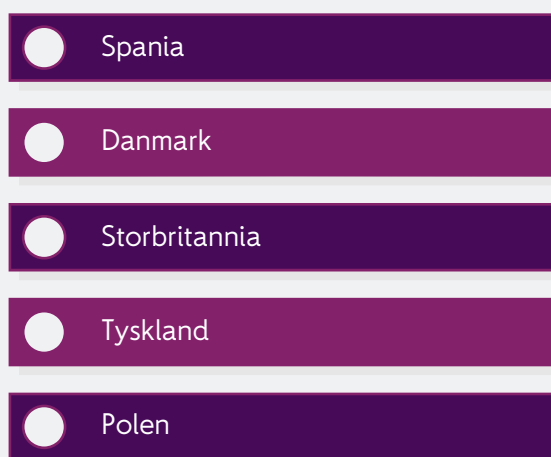 Spania
Danmark
Storbritannia
Tyskland
Polen